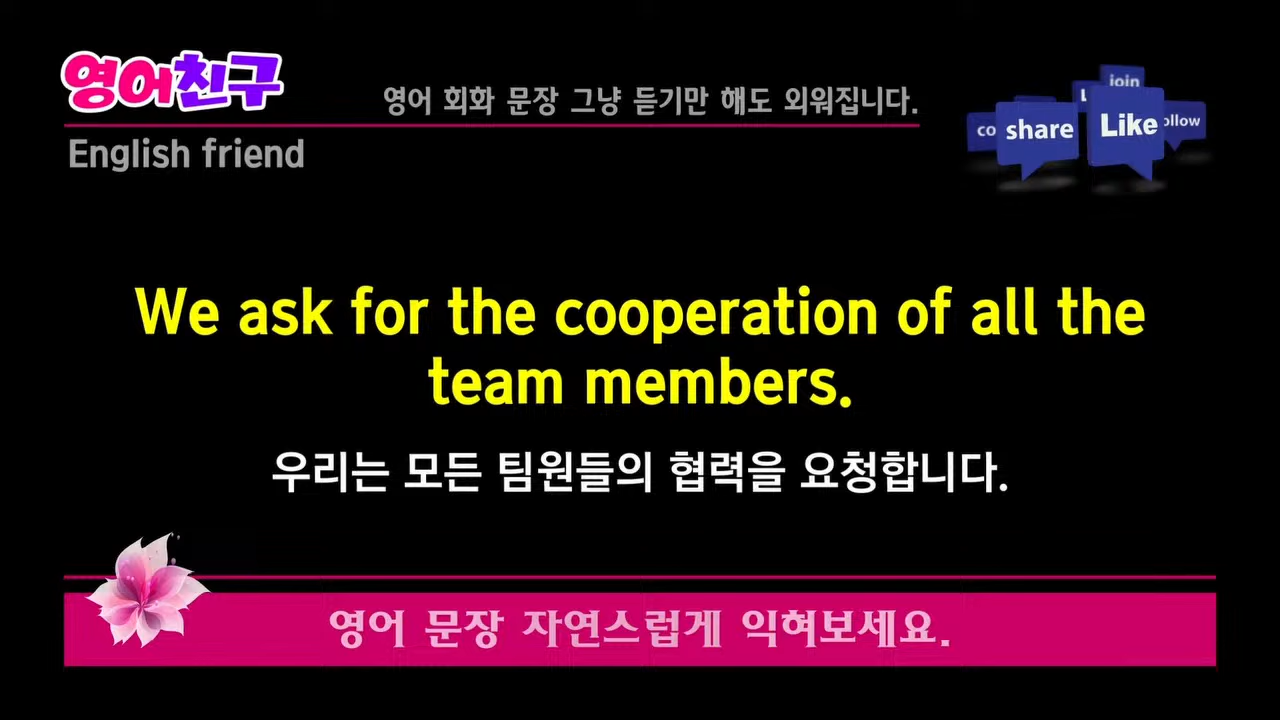 영어친구
영어 회화 문장 그냥 듣기만 해도 외워집니다.
English friend
join
share
Like
We ask for the cooperation of all the
team members.
우리는 모든 팀원들의 협력을 요청합니다.
영어 문장 자연스럽게 익혀보세요.